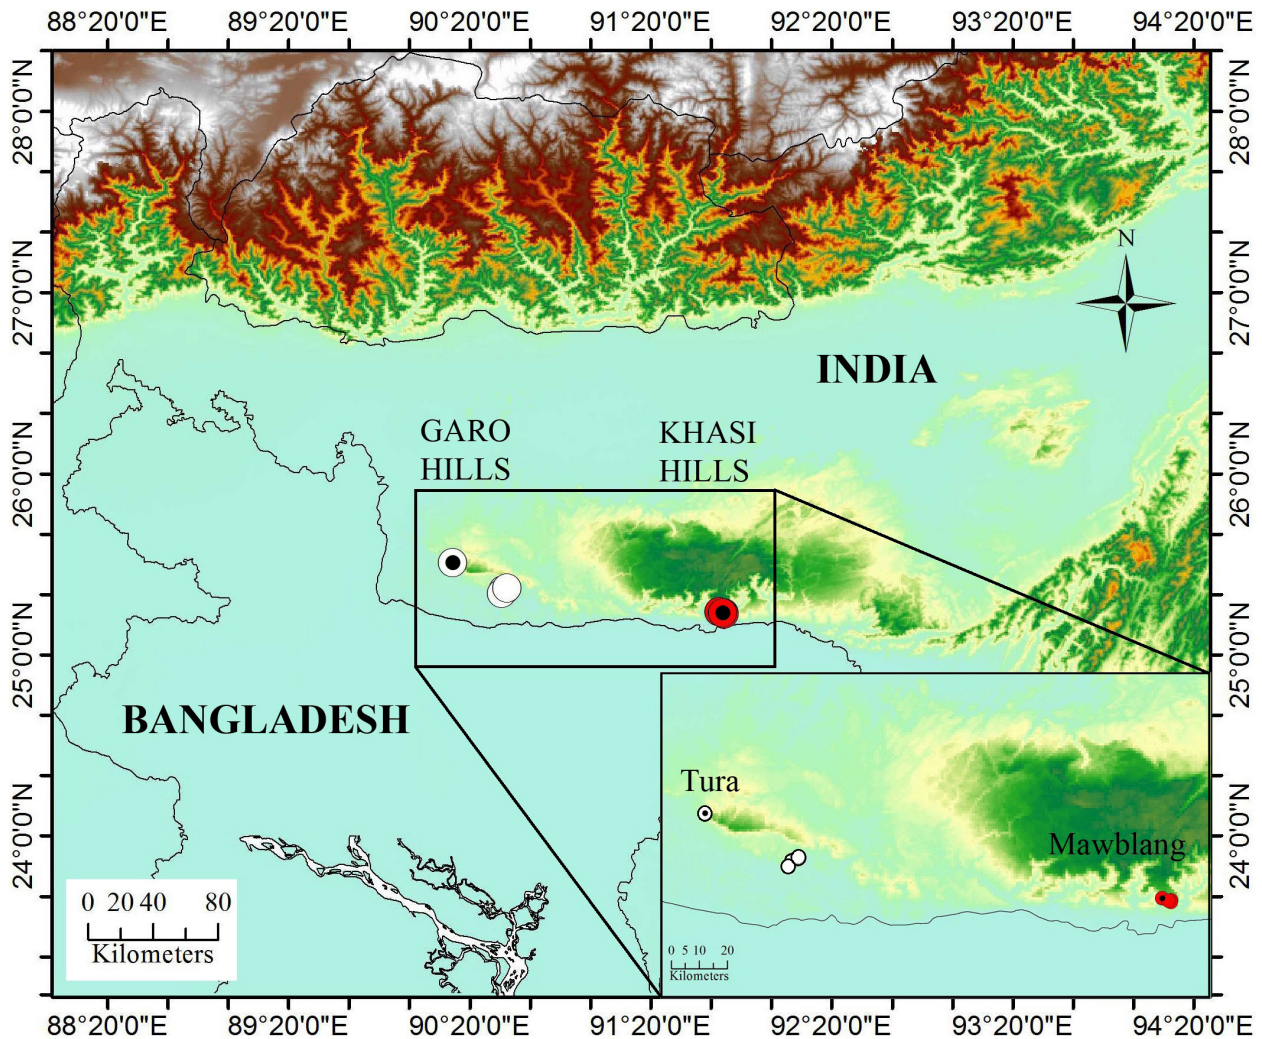 88°20'0"E 89°20'0"E 90°20'0"E 91°20'0"E 92°20'0"E 93°20'0"E 94°20'0"E
28°0'0"N 28°0'0"N
N
27°0'0"N 27°0'0"N
INDIA
GARO
HILLS
KHASI
HILLS
26°0'0"N 26°0'0"N
25°0'0"N 25°0'0"N
BANGLADESH
Tura
Mawblang
24°0'0"N 24°0'0"N
0 20 40 80
Kilometers
0 5 10 20
Kilometers
88°20'0"E 89°20'0"E 90°20'0"E 91°20'0"E 92°20'0"E 93°20'0"E 94°20'0"E